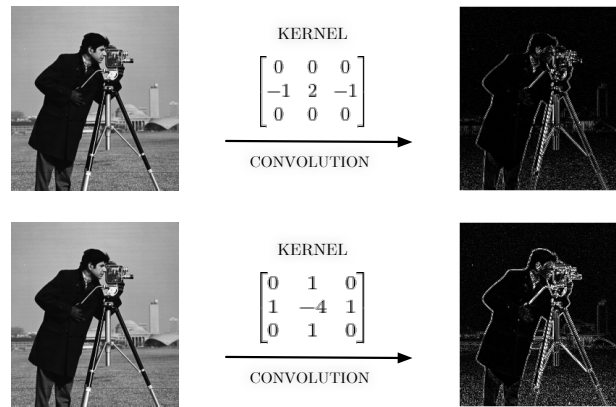 KERNEL
0 0 0
−1 2 −1
0 0 0
CONVOLUTION
KERNEL
0 1 0
1 −4 1
0 1 0
CONVOLUTION